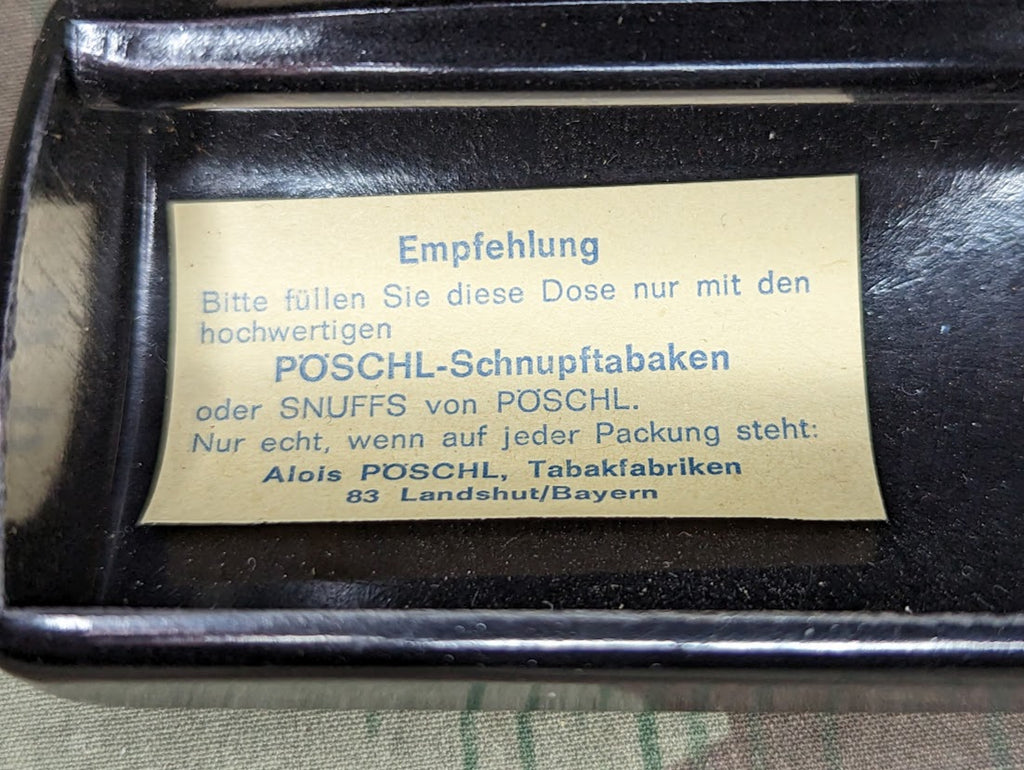 Empfehlung
Bitte füllen Sie diese Dose nur mit den
hochwertigen
PÖSCHL-Schnupftabaken
oder SNUFFS von PÖSCHL.
Nur echt, wenn auf jeder Packung steht:
Alois PÖSCHL, Tabakfabriken
83 Landshut/Bayern